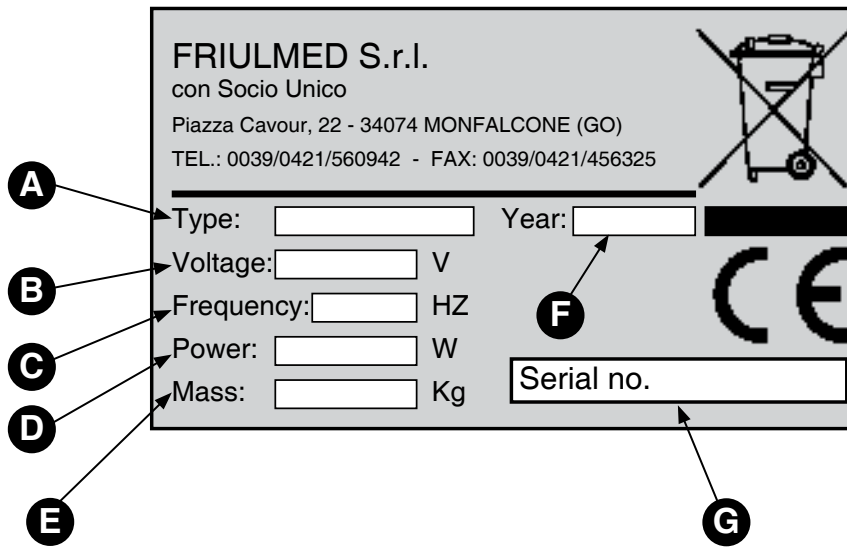 FRIULMED S.r.l.
con Socio Unico
Piazza Cavour, 22 - 34074 MONFALCONE (GO)
TEL.: 0039/0421/560942 - FAX: 0039/0421/456325
A
Type: Year:
B
Voltage: V
F
C
Frequency: HZ
CE
D
Power: W
Serial no.
E
Mass: Kg
G